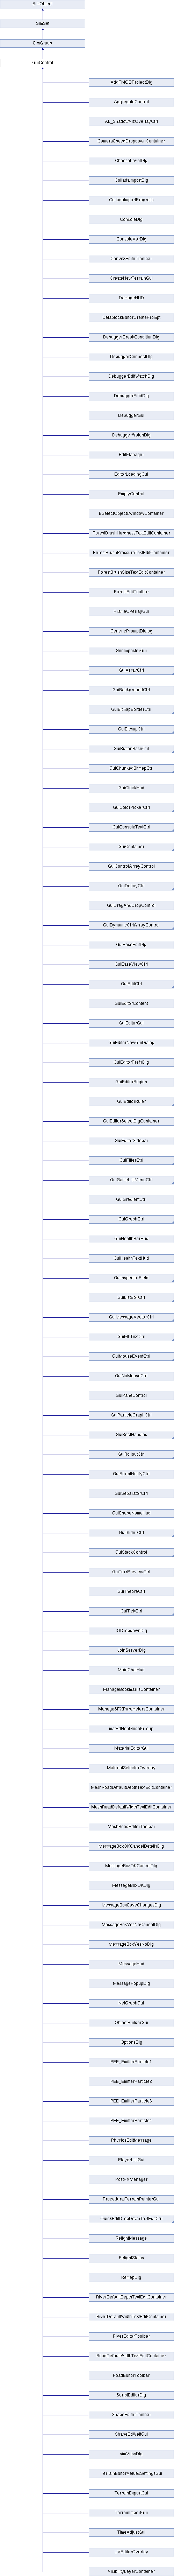 SimObject
SimSet
SimGroup
GuiControl
AddFMODProjectDlg
AggregateControl
AL_ShadowVizOverlayCtrl
CameraSpeedDropdownContainer
ChooseLevelDlg
ColladaImportDlg
ColladaImportProgress
ConsoleDlg
ConsoleVarDlg
ConvexEditorToolbar
CreateNewTerrainGui
DamageHUD
DatablockEditorCreatePrompt
DebuggerBreakConditionDlg
DebuggerConnectDlg
DebuggerEditWatchDlg
DebuggerFindDlg
DebuggerGui
DebuggerWatchDlg
EditManager
EditorLoadingGui
EmptyControl
ESelectObjectsWindowContainer
ForestBrushHardnessTextEditContainer
ForestBrushPressureTextEditContainer
ForestBrushSizeTextEditContainer
ForestEditToolbar
FrameOverlayGui
GenericPromptDialog
GenImposterGui
GuiArrayCtrl
GuiBackgroundCtrl
GuiBitmapBorderCtrl
GuiBitmapCtrl
GuiButtonBaseCtrl
GuiChunkedBitmapCtrl
GuiClockHud
GuiColorPickerCtrl
GuiConsoleTextCtrl
GuiContainer
GuiControlArrayControl
GuiDecoyCtrl
GuiDragAndDropControl
GuiDynamicCtrlArrayControl
GuiEaseEditDlg
GuiEaseViewCtrl
GuiEditCtrl
GuiEditorContent
GuiEditorGui
GuiEditorNewGuiDialog
GuiEditorPrefsDlg
GuiEditorRegion
GuiEditorRuler
GuiEditorSelectDlgContainer
GuiEditorSidebar
GuiFilterCtrl
GuiGameListMenuCtrl
GuiGradientCtrl
GuiGraphCtrl
GuiHealthBarHud
GuiHealthTextHud
GuiInspectorField
GuiListBoxCtrl
GuiMessageVectorCtrl
GuiMLTextCtrl
GuiMouseEventCtrl
GuiNoMouseCtrl
GuiPaneControl
GuiParticleGraphCtrl
GuiRectHandles
GuiRolloutCtrl
GuiScriptNotifyCtrl
GuiSeparatorCtrl
GuiShapeNameHud
GuiSliderCtrl
GuiStackControl
GuiTerrPreviewCtrl
GuiTheoraCtrl
GuiTickCtrl
IODropdownDlg
JoinServerDlg
MainChatHud
ManageBookmarksContainer
ManageSFXParametersContainer
matEdNonModalGroup
MaterialEditorGui
MaterialSelectorOverlay
MeshRoadDefaultDepthTextEditContainer
MeshRoadDefaultWidthTextEditContainer
MeshRoadEditorToolbar
MessageBoxOKCancelDetailsDlg
MessageBoxOKCancelDlg
MessageBoxOKDlg
MessageBoxSaveChangesDlg
MessageBoxYesNoCancelDlg
MessageBoxYesNoDlg
MessageHud
MessagePopupDlg
NetGraphGui
ObjectBuilderGui
OptionsDlg
PEE_EmitterParticle1
PEE_EmitterParticle2
PEE_EmitterParticle3
PEE_EmitterParticle4
PhysicsEditMessage
PlayerListGui
PostFXManager
ProceduralTerrainPainterGui
QuickEditDropDownTextEditCtrl
RelightMessage
RelightStatus
RemapDlg
RiverDefaultDepthTextEditContainer
RiverDefaultWidthTextEditContainer
RiverEditorToolbar
RoadDefaultWidthTextEditContainer
RoadEditorToolbar
ScriptEditorDlg
ShapeEditorToolbar
ShapeEdWaitGui
simViewDlg
TerrainEditorValuesSettingsGui
TerrainExportGui
TerrainImportGui
TimeAdjustGui
UVEditorOverlay
VisibilityLayerContainer